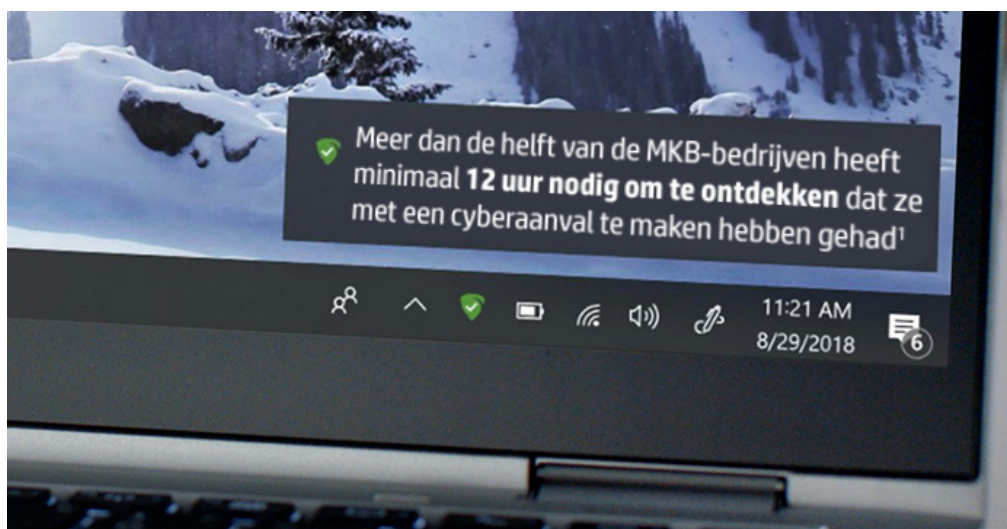 Meer dan de helft van de MKB-bedrijven heeft
minimaal 12 uur nodig om te ontdekken dat ze
met een cyberaanval te maken hebben gehad¹
11:21 AM
8/29/2018
6